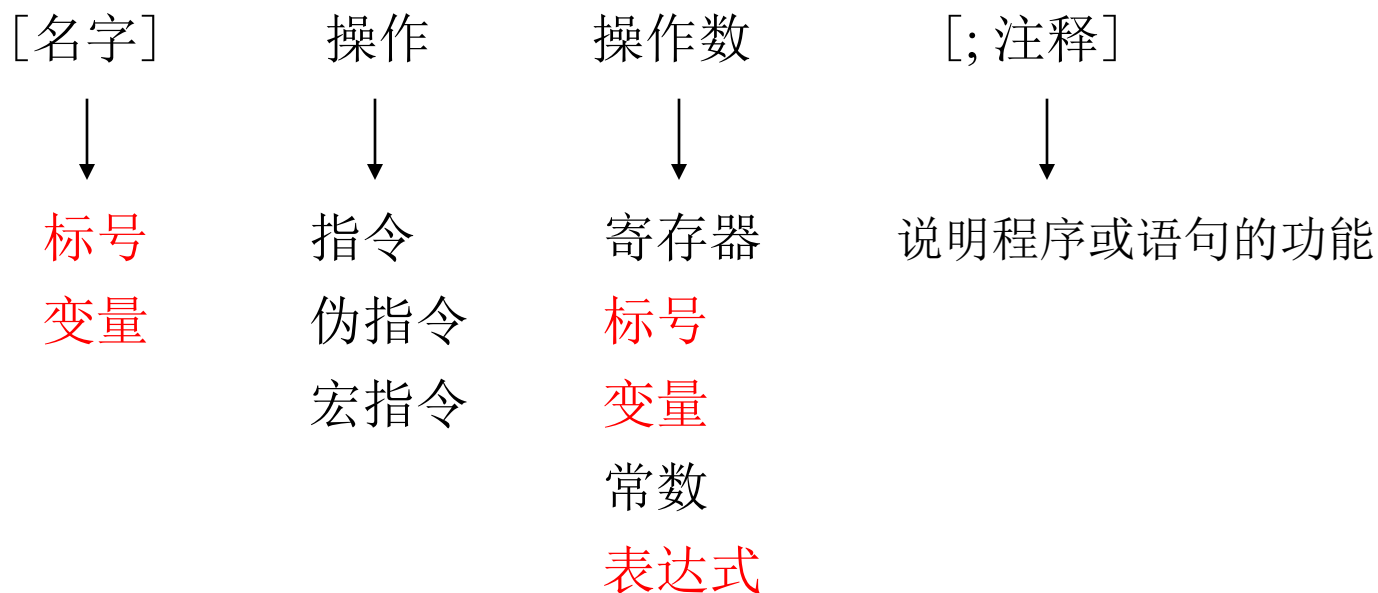 [名字] 操作 操作数 [; 注释]
标号 指令 寄存器 说明程序或语句的功能
变量 伪指令 标号
宏指令 变量
常数
表达式